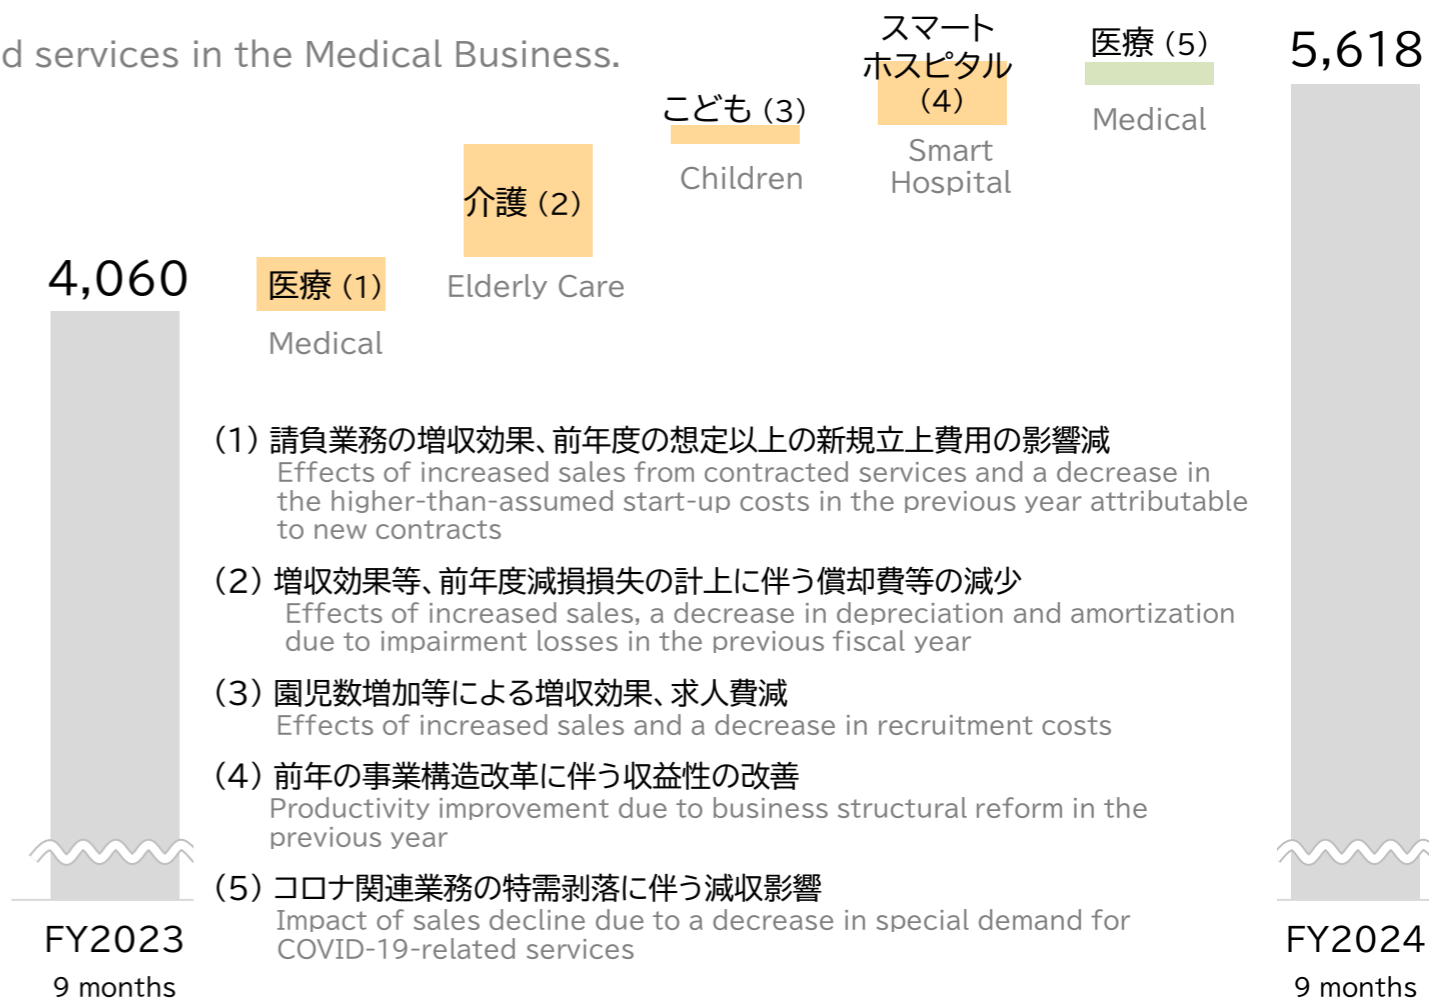 d services in the Medical Business.
スマート
ホスピタル
(4)
Smart
Hospital
医療 (5)
Medical
5,618
こども (3)
Children
介護 (2)
Elderly Care
4,060
医療 (1)
Medical
(1) 請負業務の増収効果、前年度の想定以上の新規立上費用の影響減
Effects of increased sales from contracted services and a decrease in
the higher-than-assumed start-up costs in the previous year attributable
to new contracts
(2) 増収効果等、前年度減損損失の計上に伴う償却費等の減少
Effects of increased sales, a decrease in depreciation and amortization
due to impairment losses in the previous fiscal year
(3) 園児数増加等による増収効果、求人費減
Effects of increased sales and a decrease in recruitment costs
(4) 前年の事業構造改革に伴う収益性の改善
Productivity improvement due to business structural reform in the
previous year
(5) コロナ関連業務の特需剥落に伴う減収影響
Impact of sales decline due to a decrease in special demand for
COVID-19-related services
FY2023
9 months
FY2024
9 months